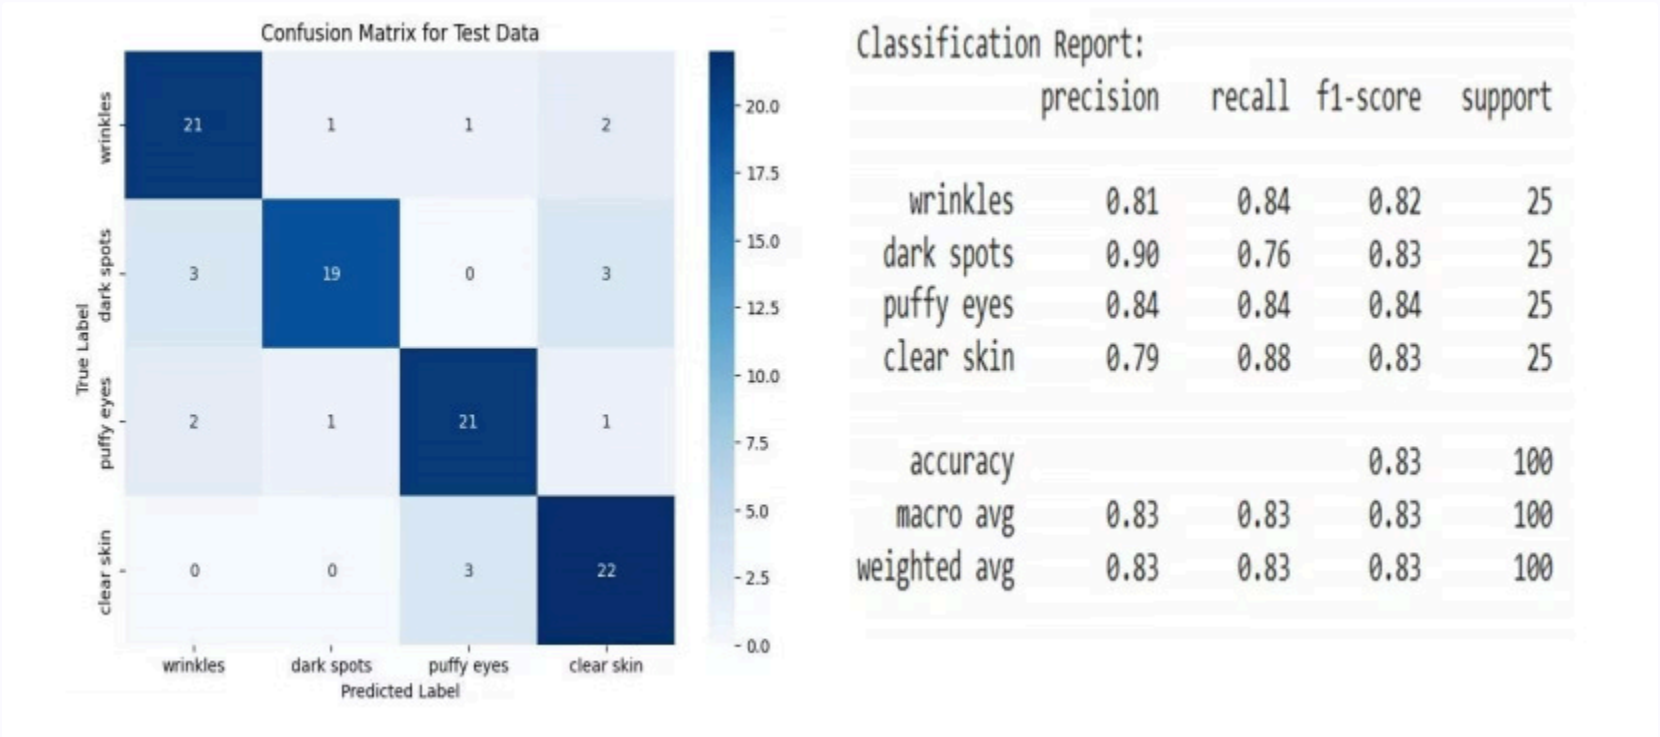 Confusion Matrix for Test Data
wrinkles 21 1 1 2
dark spots 3 19 0 3
puffy eyes 2 1 21 1
clear skin 0 0 3 22
wrinkles dark spots puffy eyes clear skin
Predicted Label
True Label
20.0
17.5
15.0
12.5
10.0
7.5
5.0
2.5
0.0
Classification Report:
precision recall f1-score support
wrinkles 0.81 0.84 0.82 25
dark spots 0.90 0.76 0.83 25
puffy eyes 0.84 0.84 0.84 25
clear skin 0.79 0.88 0.83 25
accuracy 0.83 100
macro avg 0.83 0.83 0.83 100
weighted avg 0.83 0.83 0.83 100